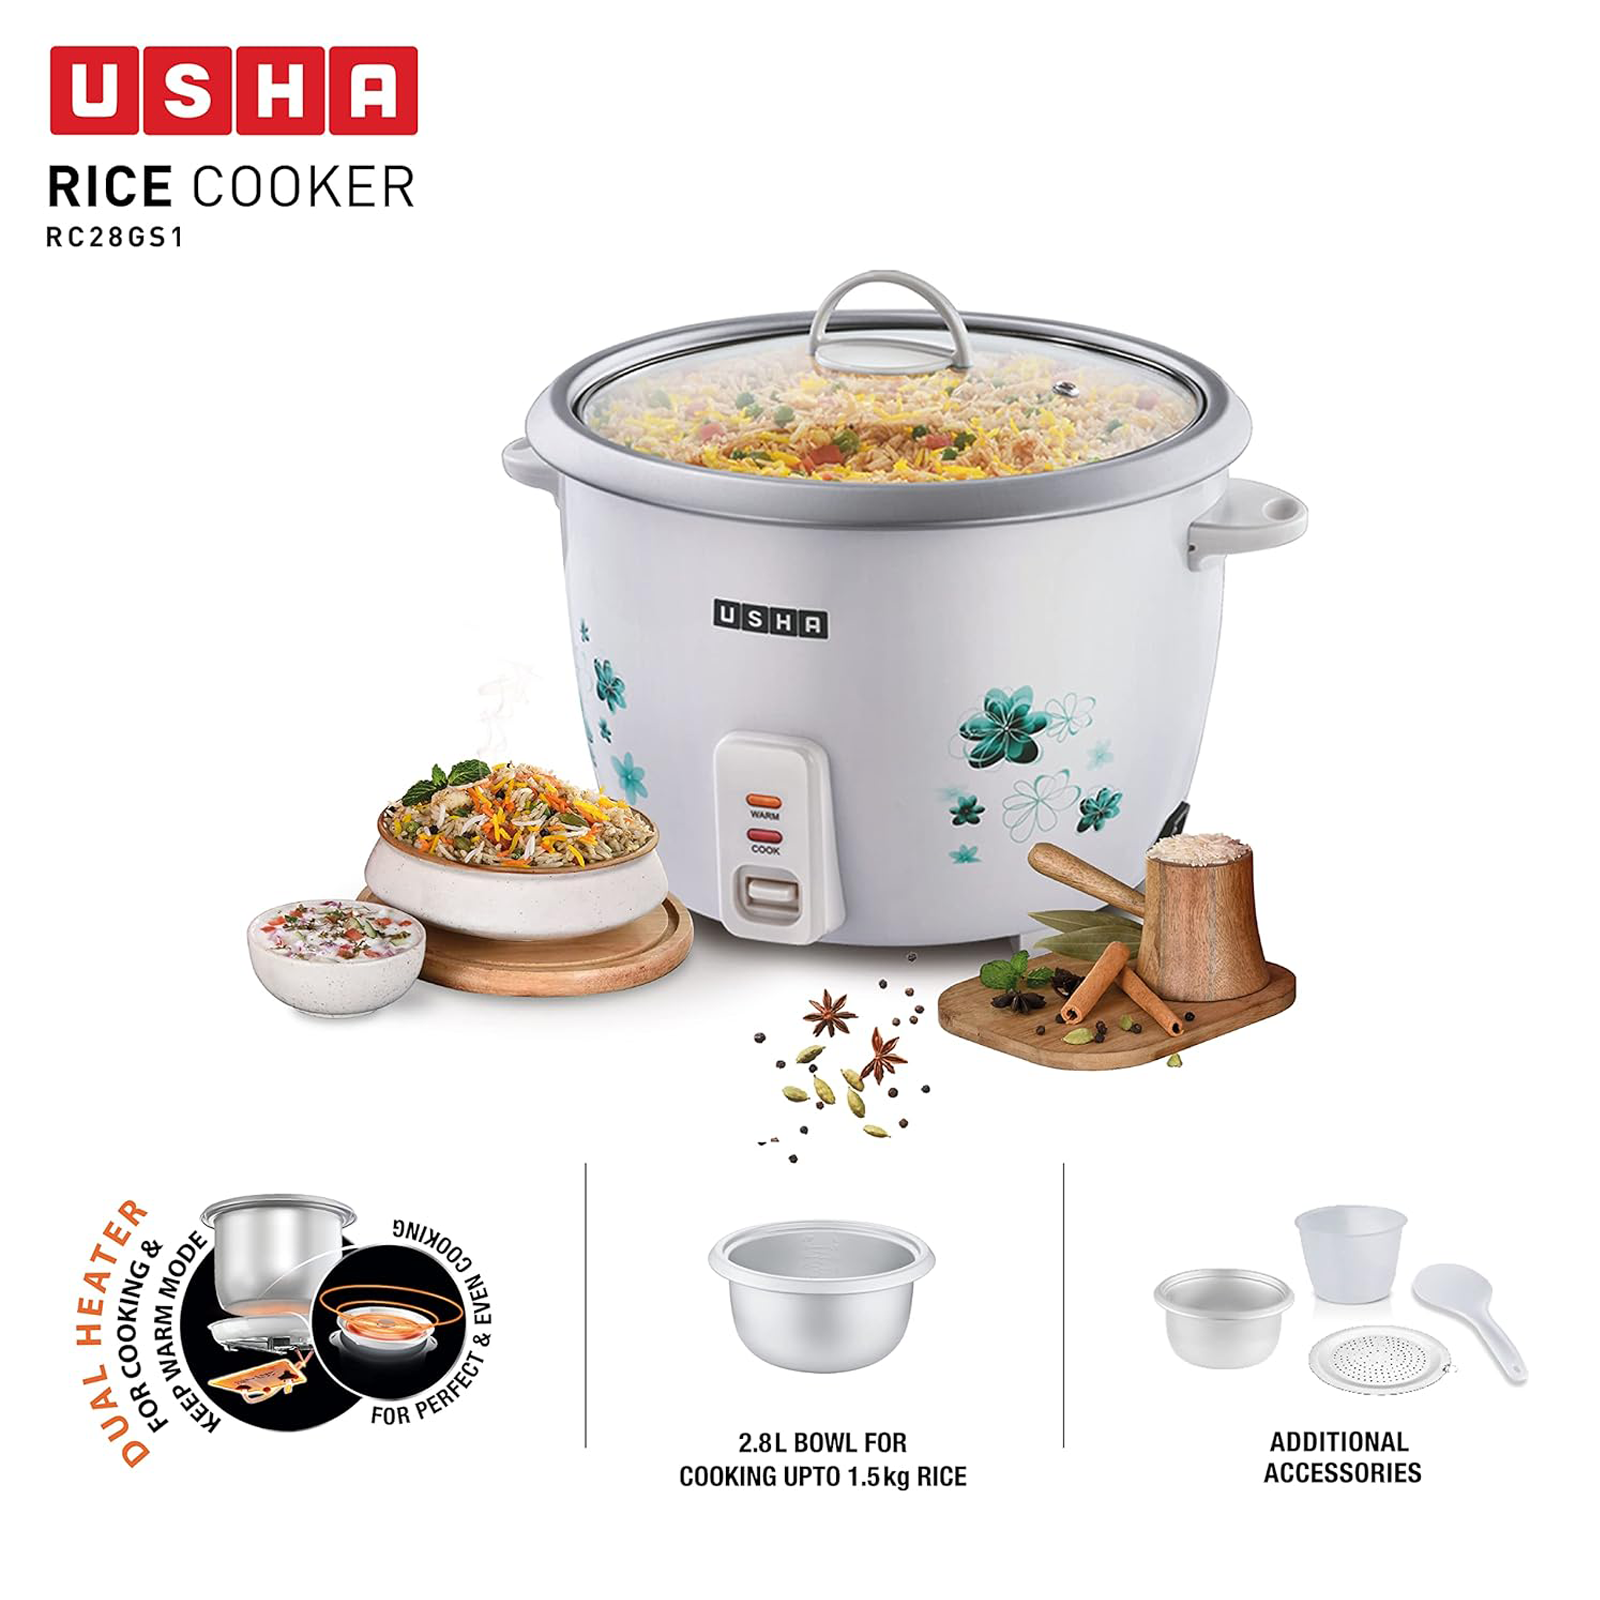 USHA
RICE COOKER
RC28GS1
USHA
WARM
COOK
DUAL HEATER
FOR COOKING &
KEEP WARM MODE
FOR PERFECT & EVEN COOKING
2.8L BOWL FOR
COOKING UPTO 1.5kg RICE
ADDITIONAL
ACCESSORIES